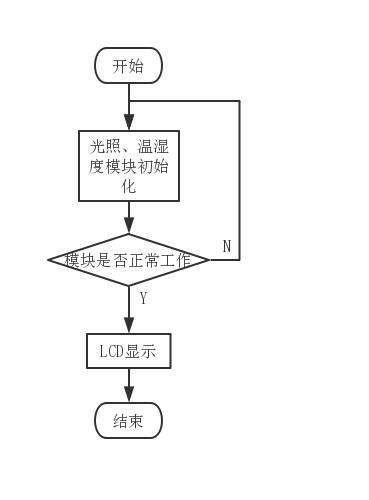 开始
光照、温湿
度模块初始
化
模块是否正常工作
N
Y
LCD显示
结束